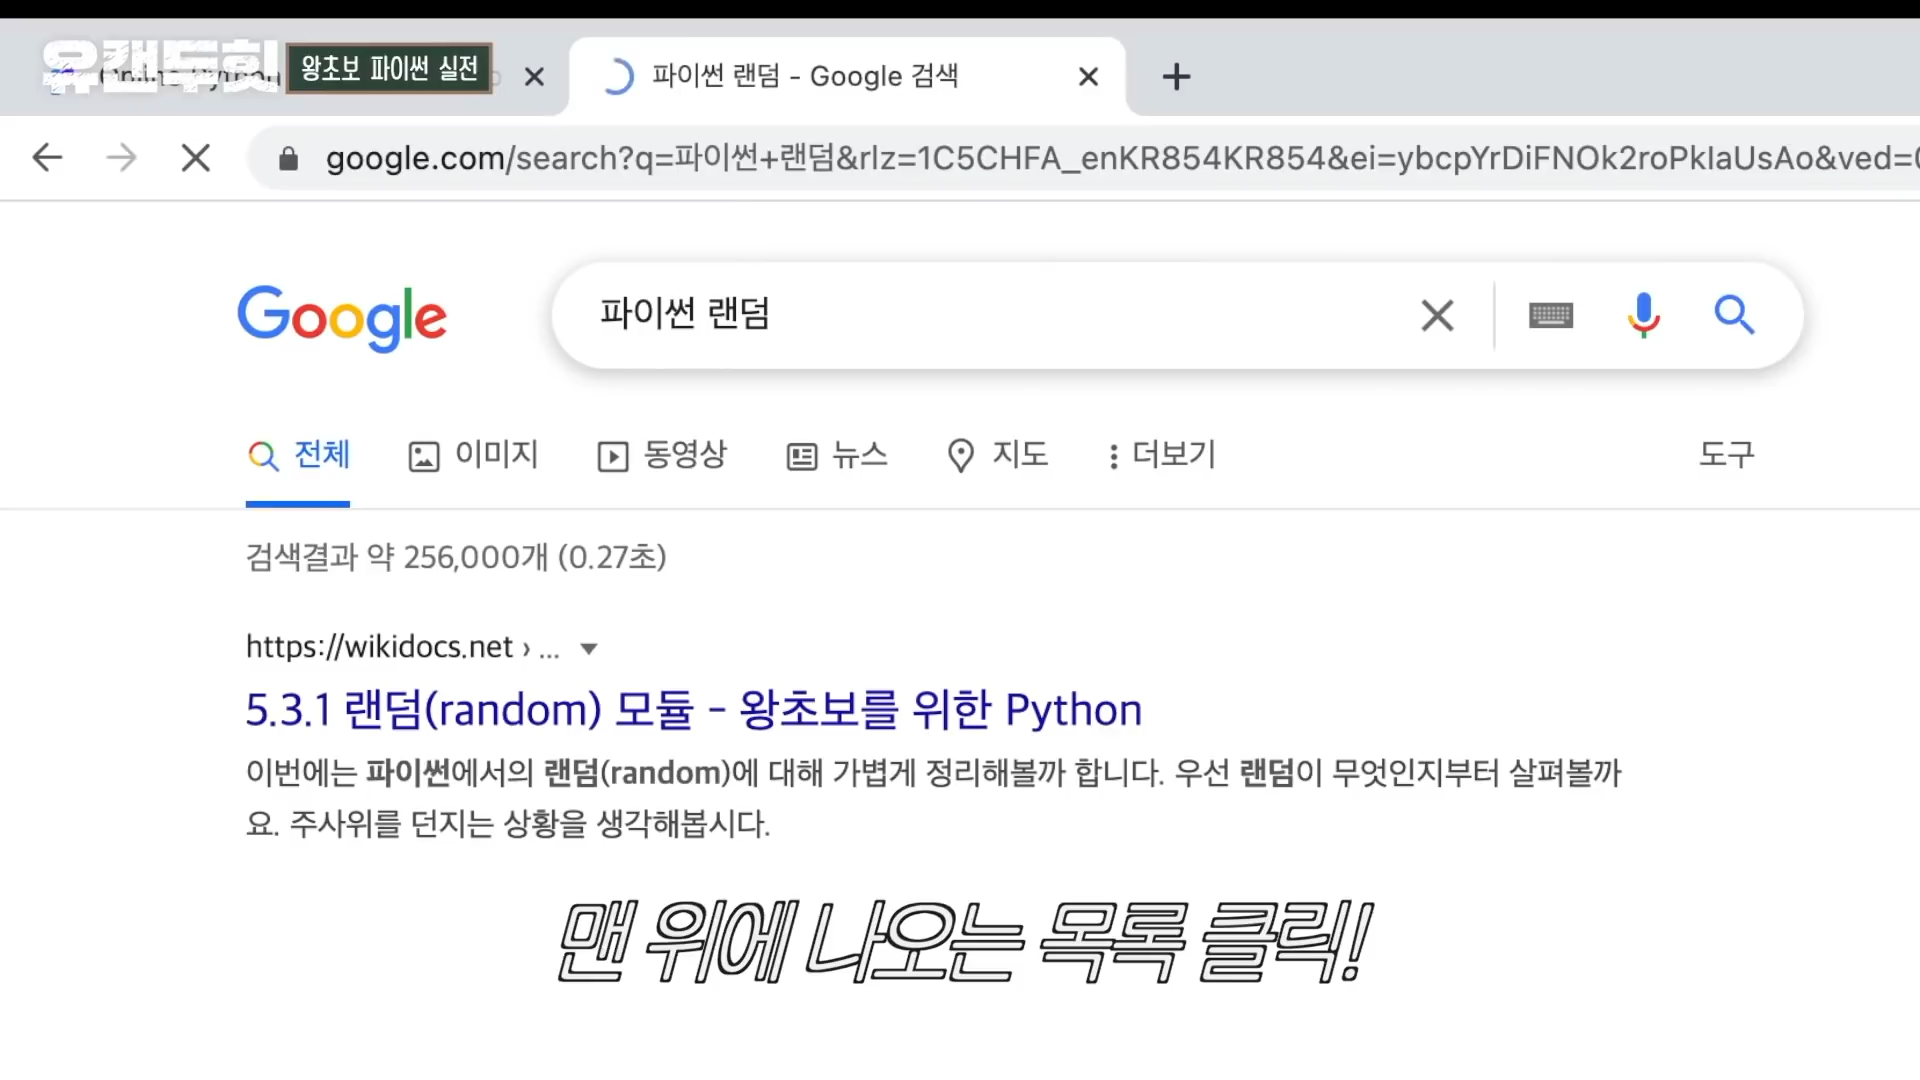 유캔두힛
왕초보 파이썬 실전
파이썬 랜덤 - Google 검색
google.com/search?q=파이썬+랜덤&rlz=1C5CHFA_enKR854KR854&ei=ybcpYrDiFNOk2roPkIaUsAo&ved=
Google
파이썬 랜덤
전체 이미지 동영상 뉴스 지도 더보기 도구
검색결과 약 256,000개 (0.27초)
https://wikidocs.net › ...
5.3.1 랜덤(random) 모듈 - 왕초보를 위한 Python
이번에는 파이썬에서의 랜덤(random)에 대해 가볍게 정리해볼까 합니다. 우선 랜덤이 무엇인지부터 살펴볼까
요. 주사위를 던지는 상황을 생각해봅시다.
맨 위에 나오는 목록 클릭!